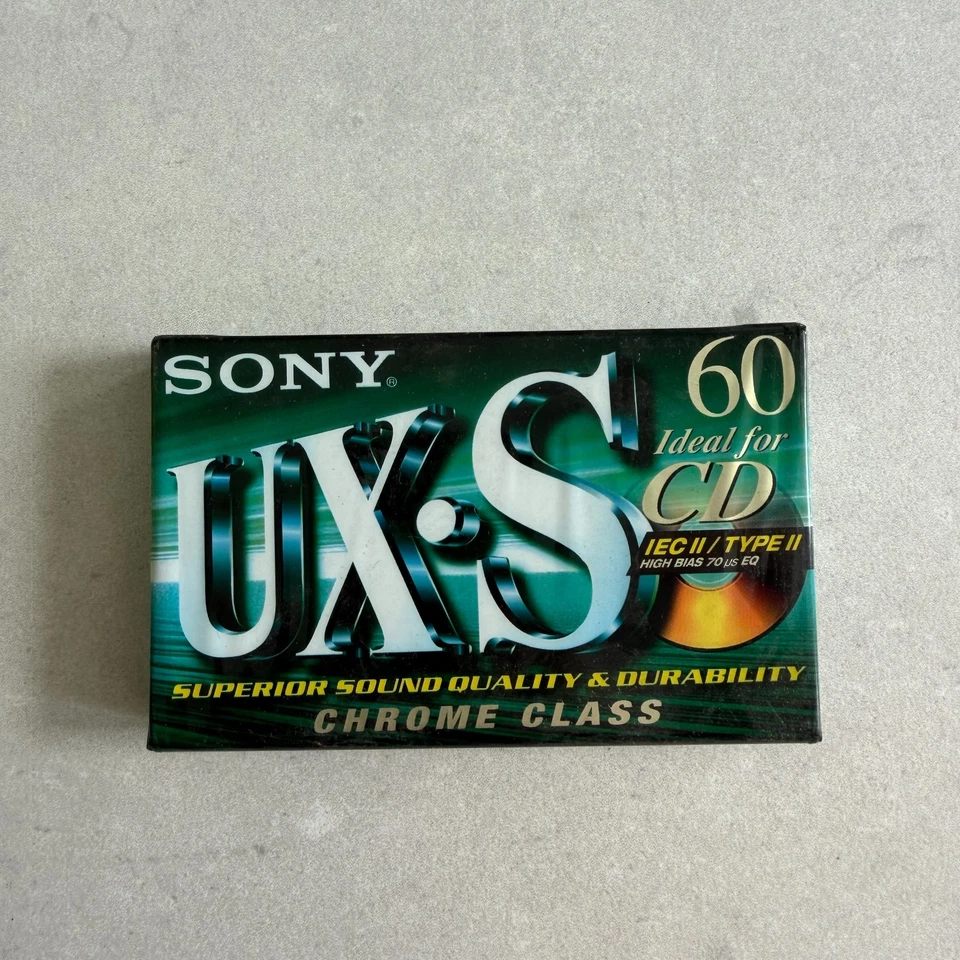 SONY®
UX·S
60
Ideal for
CD
IEC II / TYPE II
HIGH BIAS 70 µs EQ
SUPERIOR SOUND QUALITY & DURABILITY
CHROME CLASS